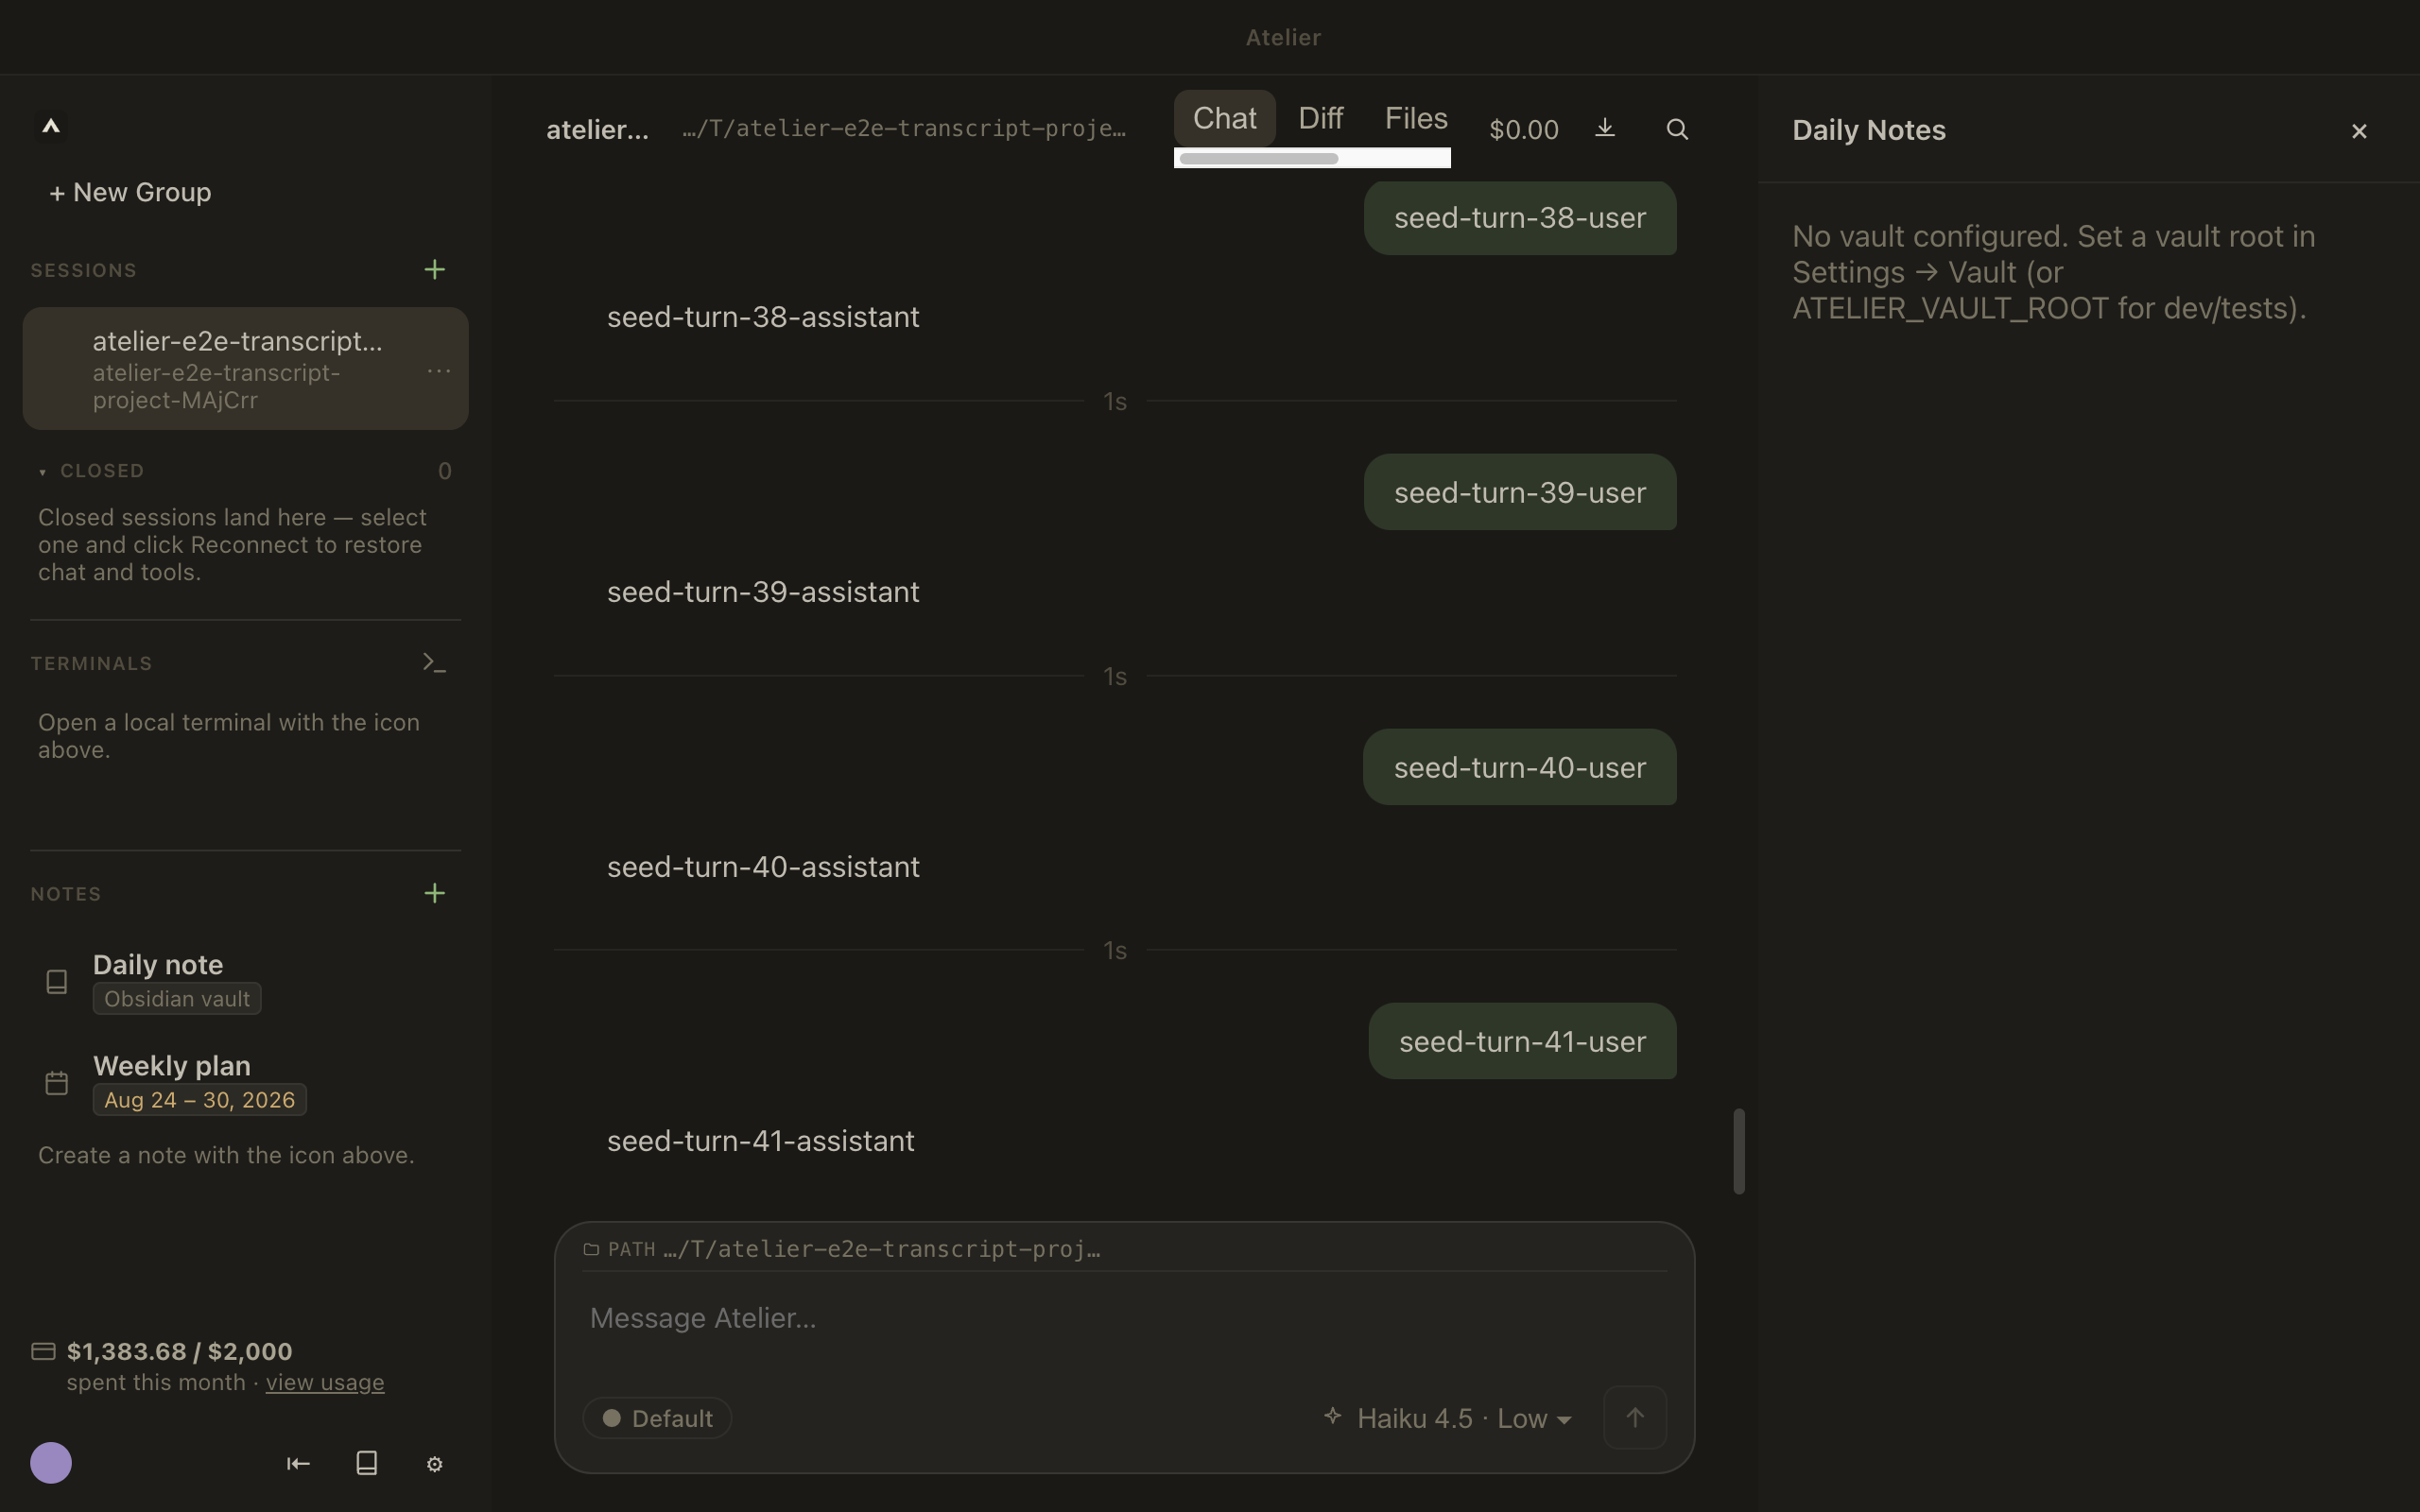 Atelier
+ New Group
SESSIONS
atelier-e2e-transcript...
atelier-e2e-transcript-
project-MAjCrr
CLOSED 0
Closed sessions land here — select
one and click Reconnect to restore
chat and tools.
TERMINALS
Open a local terminal with the icon
above.
NOTES
Daily note
Obsidian vault
Weekly plan
Aug 24 – 30, 2026
Create a note with the icon above.
$1,383.68 / $2,000
spent this month · view usage
atelier... …/T/atelier-e2e-transcript-proje… Chat Diff Files $0.00
seed-turn-38-user
seed-turn-38-assistant
1s
seed-turn-39-user
seed-turn-39-assistant
1s
seed-turn-40-user
seed-turn-40-assistant
1s
seed-turn-41-user
seed-turn-41-assistant
PATH …/T/atelier-e2e-transcript-proj…
Message Atelier...
Default
Haiku 4.5 · Low
Daily Notes
No vault configured. Set a vault root in
Settings → Vault (or
ATELIER_VAULT_ROOT for dev/tests).